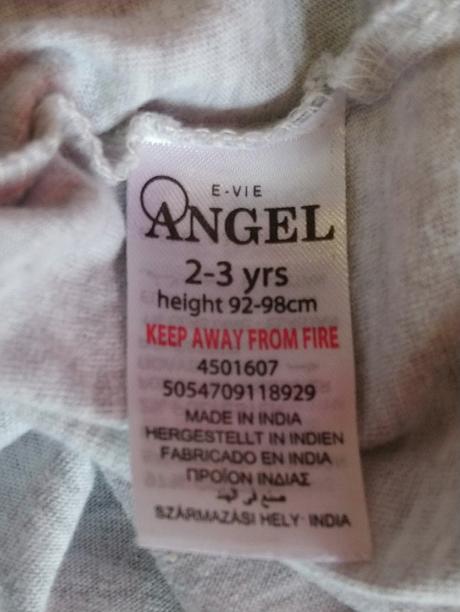 E-VIE
ANGEL
2-3 yrs
height 92-98cm
KEEP AWAY FROM FIRE
4501607
5054709118929
MADE IN INDIA
HERGESTELLT IN INDIEN
FABRICADO EN INDIA
ΠΡΟΪΟΝ ΙΝΔΙΑΣ
صنع في الهند
SZÁRMAZÁSI HELY: INDIA